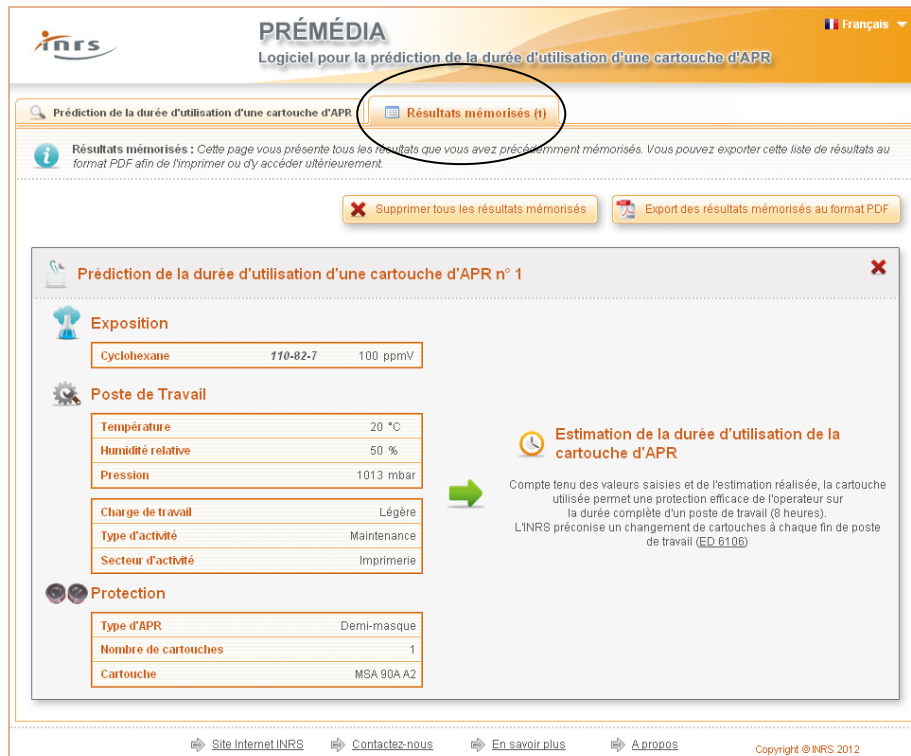 inrs
PRÉMÉDIA
Français
Logiciel pour la prédiction de la durée d'utilisation d'une cartouche d'APR
Prédiction de la durée d'utilisation d'une cartouche d'APR
Résultats mémorisés (1)
Résultats mémorisés : Cette page vous présente tous les résultats que vous avez précédemment mémorisés. Vous pouvez exporter cette liste de résultats au
format PDF afin de l'imprimer ou d'y accéder ultérieurement.
Supprimer tous les résultats mémorisés
Export des résultats mémorisés au format PDF
Prédiction de la durée d'utilisation d'une cartouche d'APR n° 1
Exposition
Cyclohexane 110-82-7 100 ppmV
Poste de Travail
Température 20 °C
Humidité relative 50 %
Pression 1013 mbar
Charge de travail Légère
Type d'activité Maintenance
Secteur d'activité Imprimerie
Protection
Type d'APR Demi-masque
Nombre de cartouches 1
Cartouche MSA 90A A2
Estimation de la durée d'utilisation de la
cartouche d'APR
Compte tenu des valeurs saisies et de l'estimation réalisée, la cartouche
utilisée permet une protection efficace de l'operateur sur
la durée complète d'un poste de travail (8 heures).
L'INRS préconise un changement de cartouches à chaque fin de poste
de travail (ED 6106)
Site Internet INRS
Contactez-nous
En savoir plus
A propos
Copyright © INRS 2012